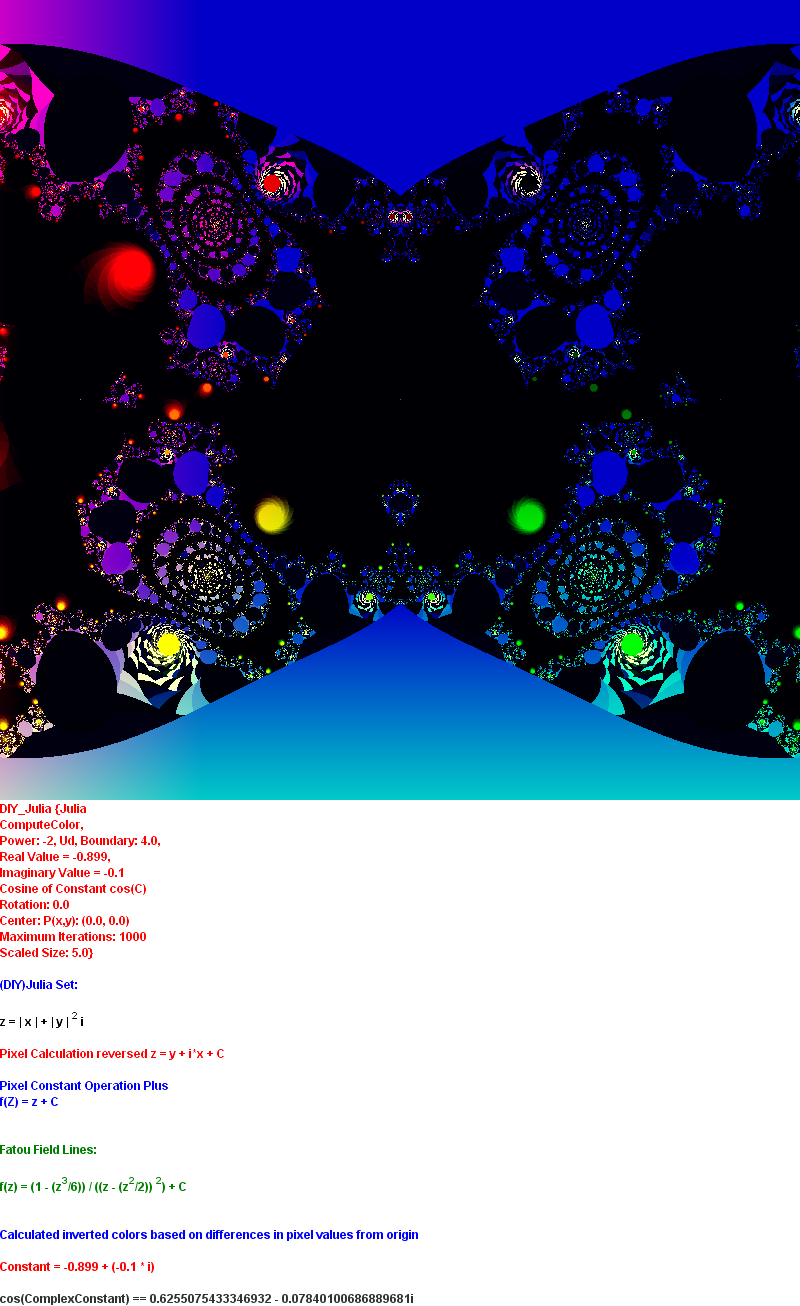 DIY_Julia {Julia
ComputeColor,
Power: -2, Ud, Boundary: 4.0,
Real Value = -0.899,
Imaginary Value = -0.1
Cosine of Constant cos(C)
Rotation: 0.0
Center: P(x,y): (0.0, 0.0)
Maximum Iterations: 1000
Scaled Size: 5.0}
(DIY)Julia Set:
z = | x | + | y | ² i
Pixel Calculation reversed z = y + i*x + C
Pixel Constant Operation Plus
f(Z) = z + C
Fatou Field Lines:
f(z) = (1 - (z³/6)) / ((z - (z²/2)) ²) + C
Calculated inverted colors based on differences in pixel values from origin
Constant = -0.899 + (-0.1 * i)
cos(ComplexConstant) == 0.6255075433346932 - 0.07840100686889681i